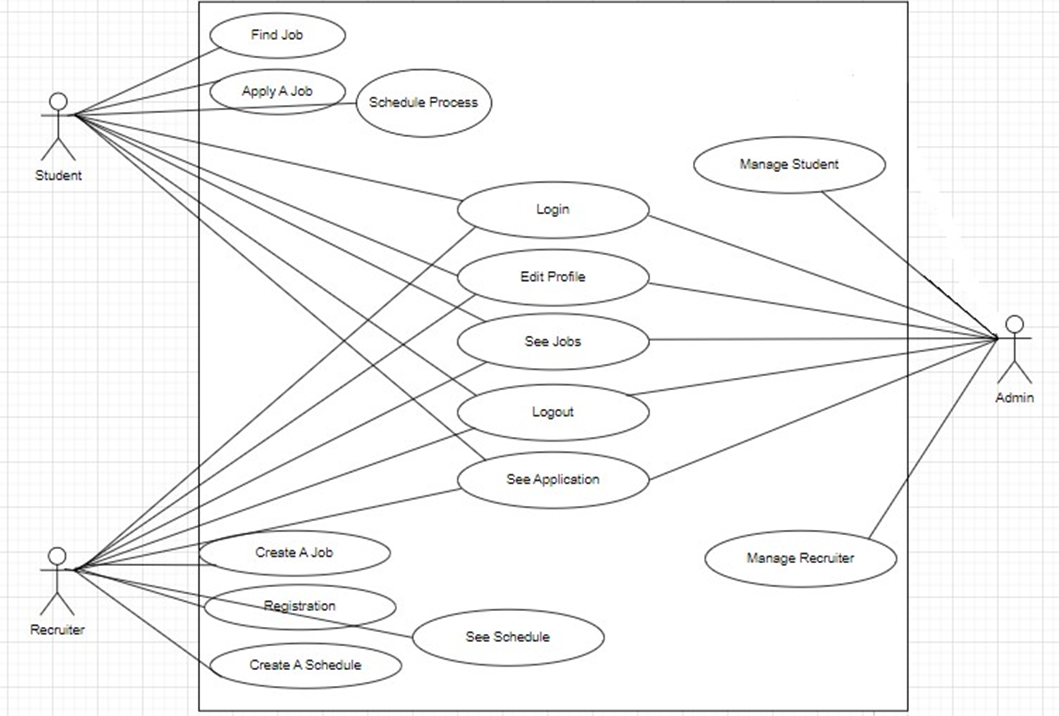 Find Job
Apply A Job
Schedule Process
Student
Manage Student
Login
Edit Profile
See Jobs
Logout
Admin
See Application
Create A Job
Manage Recruiter
Registration
Recruiter
See Schedule
Create A Schedule